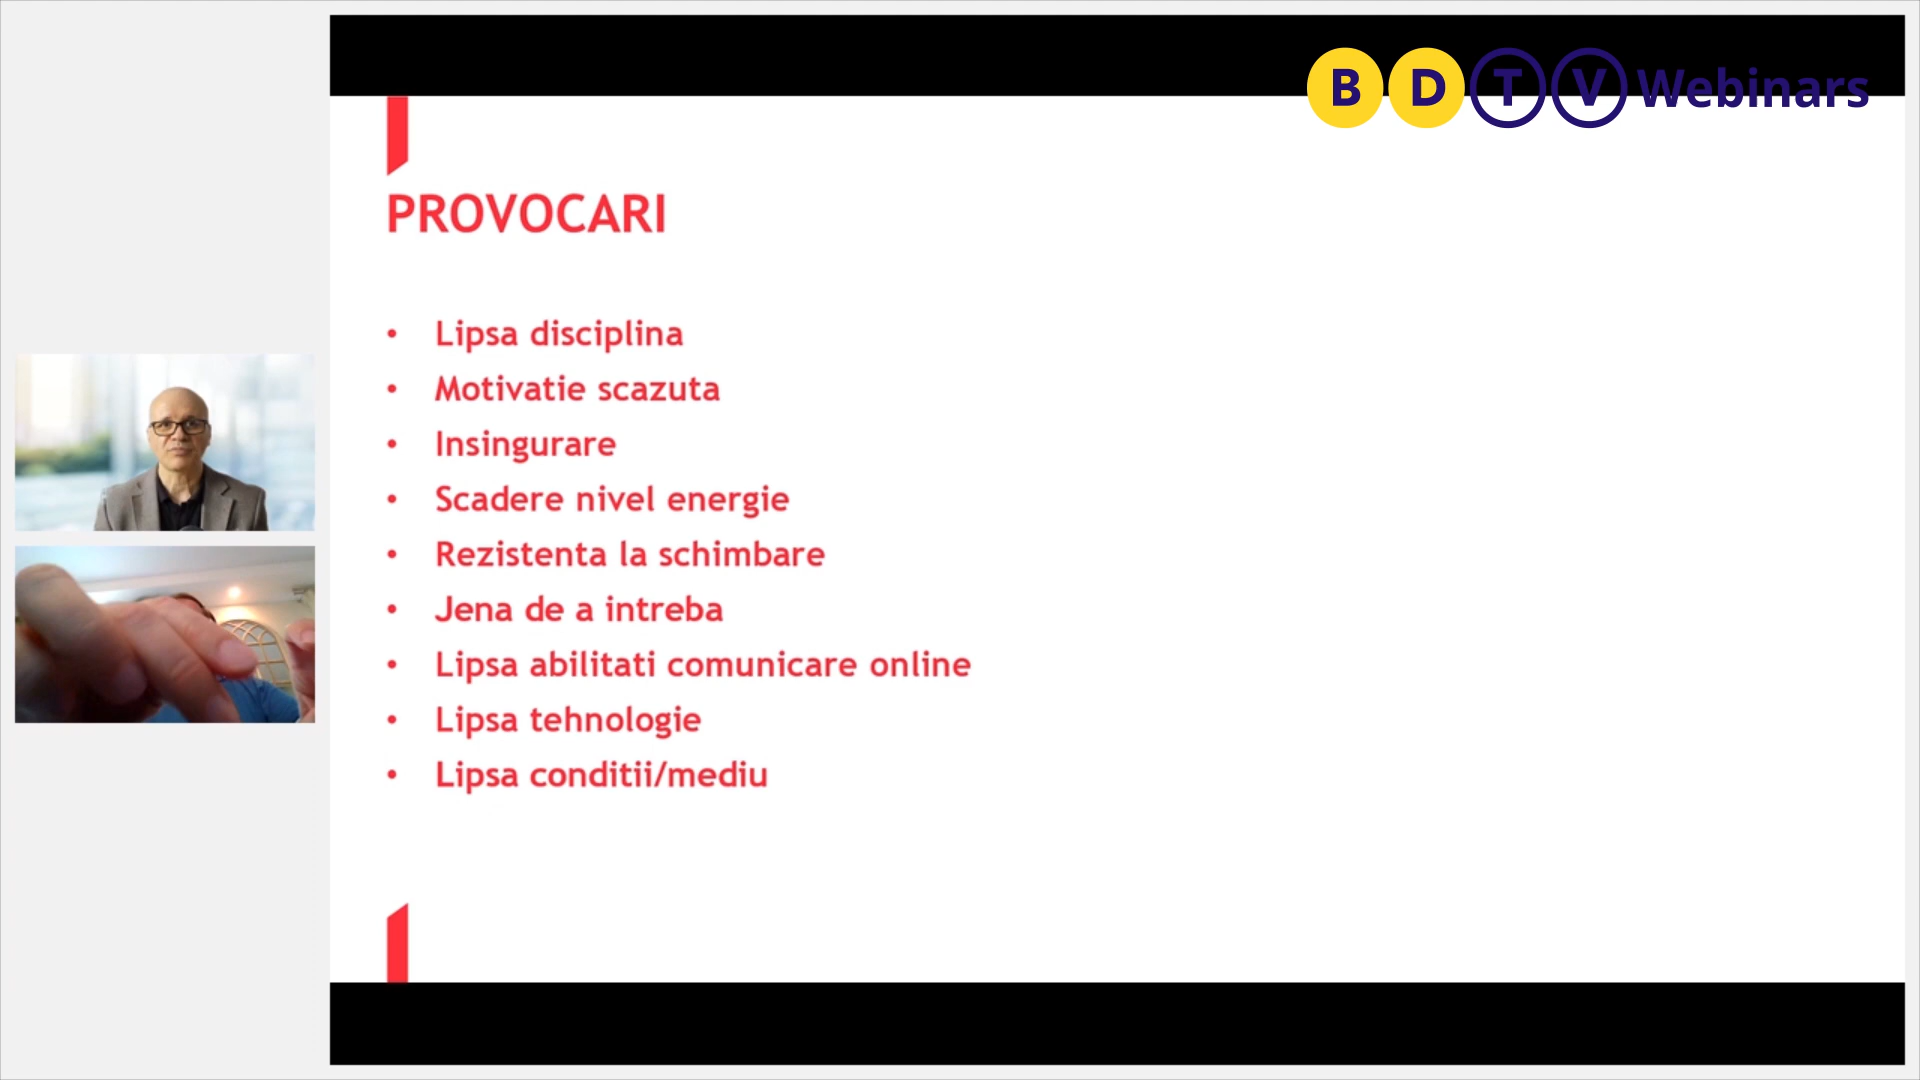 B D T V Webinars
PROVOCARI
• Lipsa disciplina
• Motivatie scazuta
• Insingurare
• Scadere nivel energie
• Rezistenta la schimbare
• Jena de a intreba
• Lipsa abilitati comunicare online
• Lipsa tehnologie
• Lipsa conditii/mediu